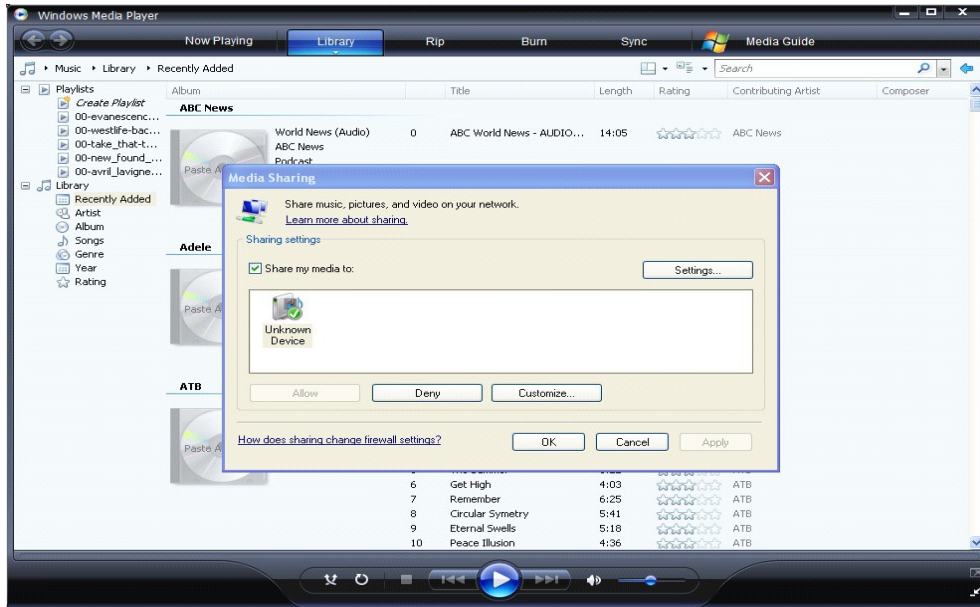 Windows Media Player
Now Playing Library Rip Burn Sync Media Guide
Music Library Recently Added Search
Playlists
Create Playlist
00-evanescenc...
00-westlife-bac...
00-take_that-t...
00-new_found_...
00-avril_lavigne...
Library
Recently Added
Artist
Album
Songs
Genre
Year
Rating
Album Title Length Rating Contributing Artist Composer
ABC News
World News (Audio) 0 ABC World News - AUDIO... 14:05 ABC News
ABC News
Podcast
Paste A
Adele
Paste A
ATB
Paste A
Media Sharing
Share music, pictures, and video on your network.
Learn more about sharing.
Sharing settings
Share my media to:
Settings...
Unknown
Device
Allow Deny Customize...
How does sharing change firewall settings? OK Cancel Apply
6 Get High 4:03 ATB
7 Remember 6:25 ATB
8 Circular Symetry 5:41 ATB
9 Eternal Swells 5:18 ATB
10 Peace Illusion 4:36 ATB